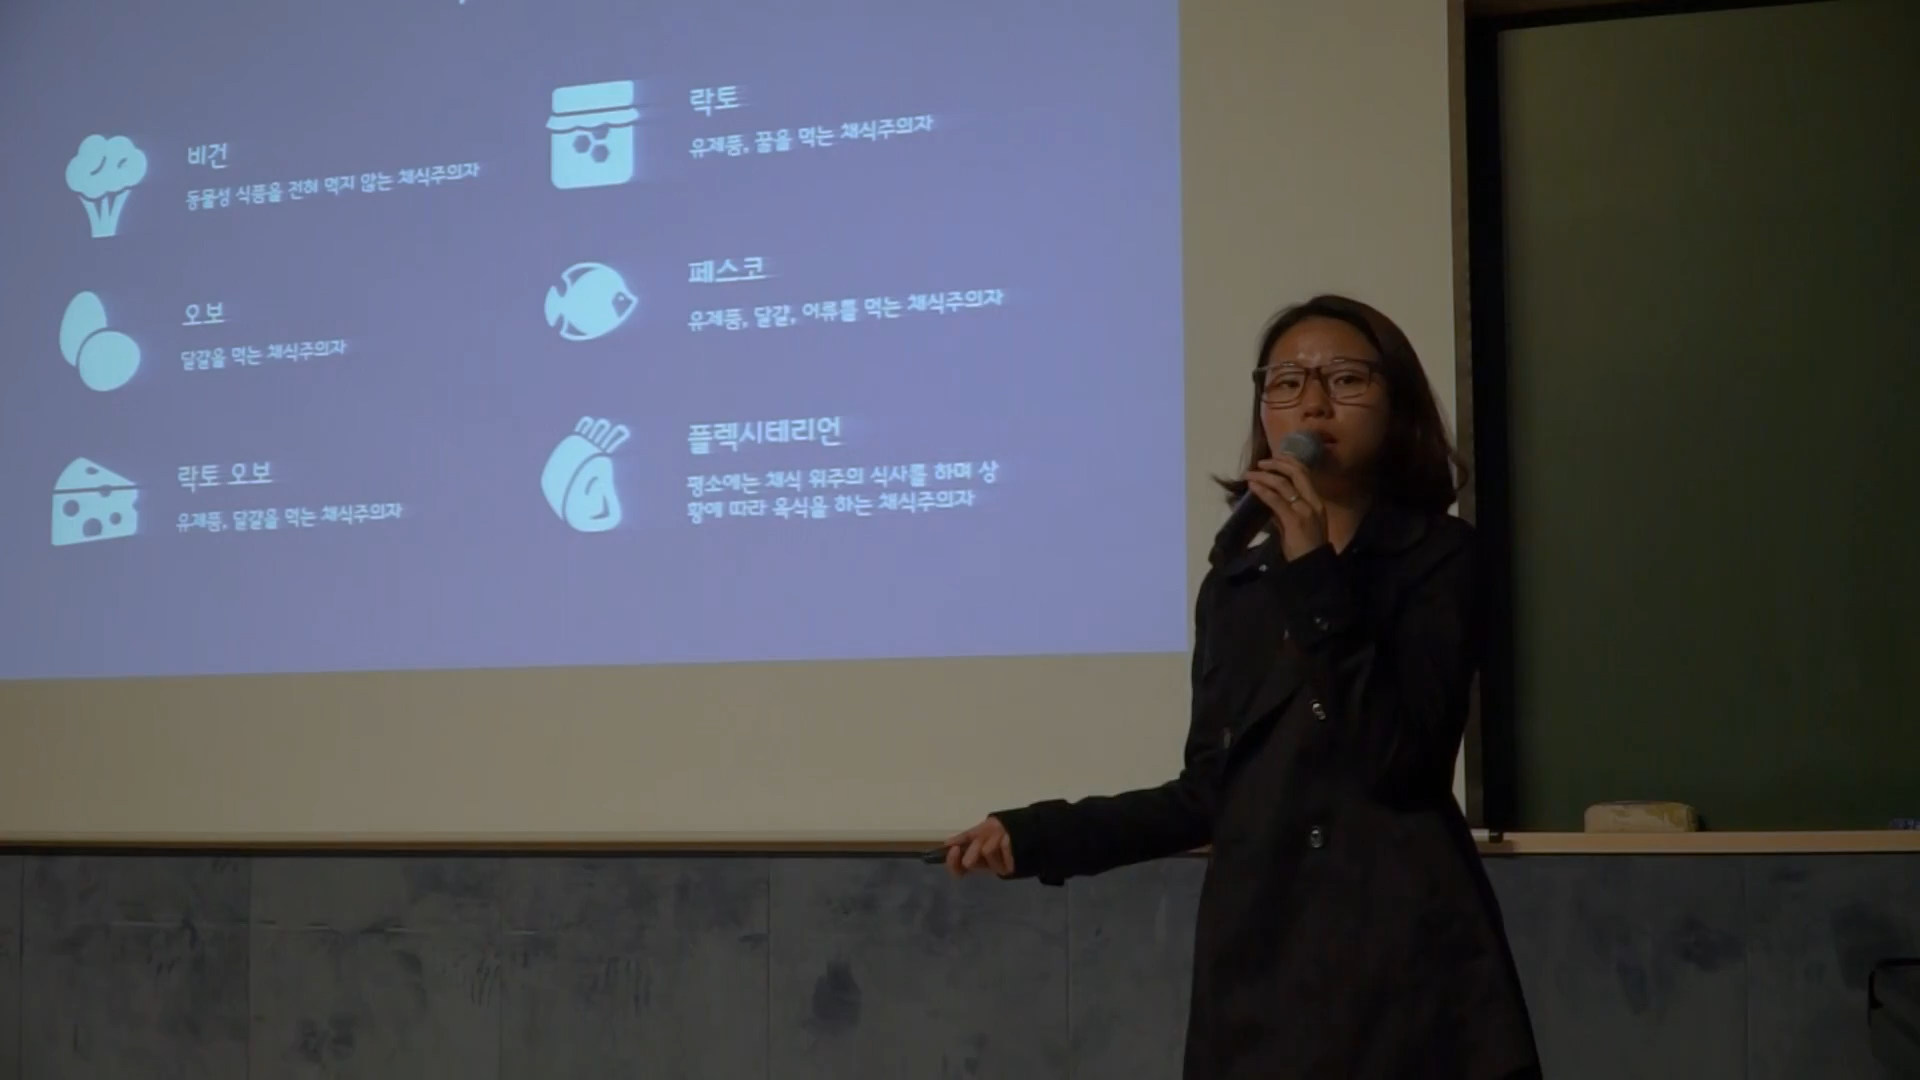 비건
동물성 식품을 전혀 먹지 않는 채식주의자
오보
달걀을 먹는 채식주의자
락토 오보
유제품, 달걀을 먹는 채식주의자
락토
유제품, 꿀을 먹는 채식주의자
페스코
유제품, 달걀, 어류를 먹는 채식주의자
플렉시테리언
평소에는 채식 위주의 식사를 하며 상
황에 따라 육식을 하는 채식주의자